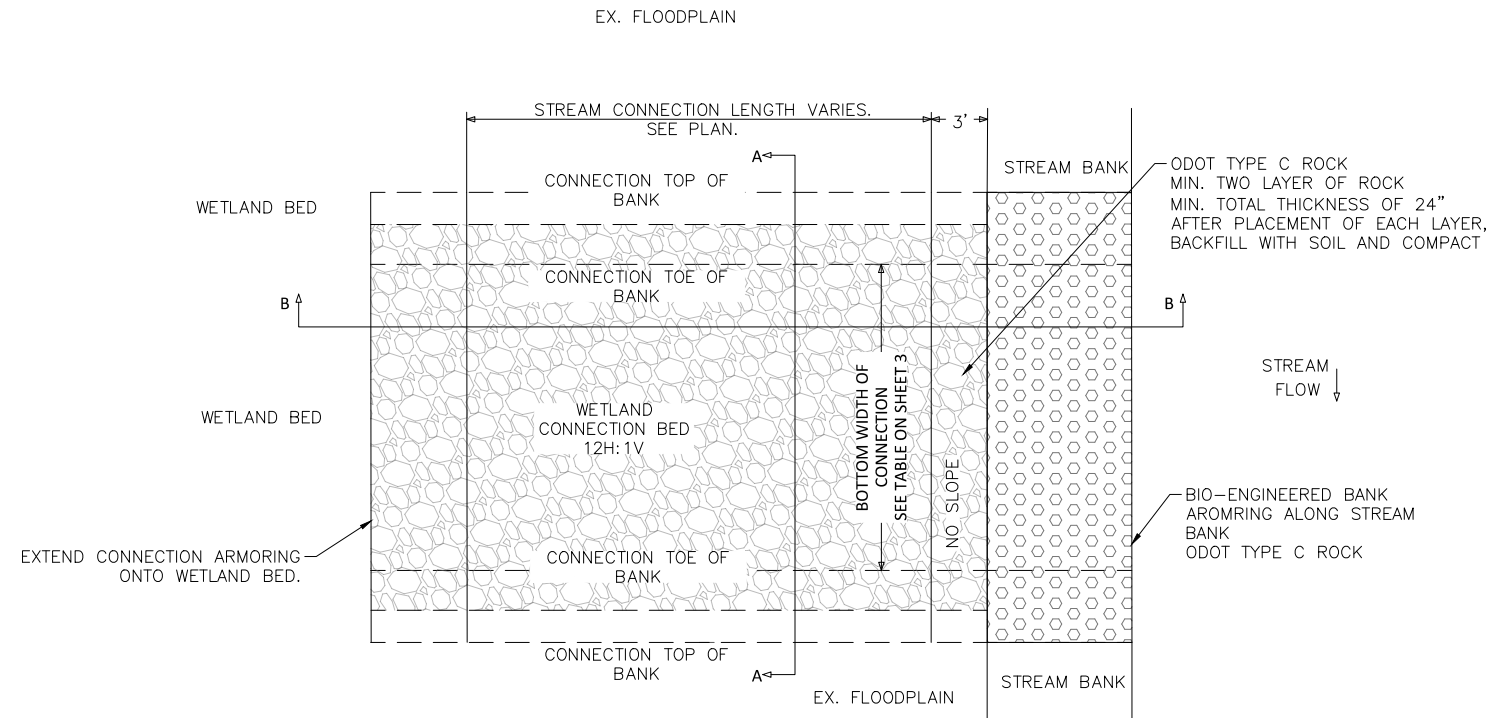 EX. FLOODPLAIN
STREAM CONNECTION LENGTH VARIES.
SEE PLAN.
3'
A
STREAM BANK
ODOT TYPE C ROCK
MIN. TWO LAYER OF ROCK
MIN. TOTAL THICKNESS OF 24"
AFTER PLACEMENT OF EACH LAYER,
BACKFILL WITH SOIL AND COMPACT
CONNECTION TOP OF
BANK
WETLAND BED
CONNECTION TOE OF
BANK
B
B
STREAM
FLOW
WETLAND BED
WETLAND
CONNECTION BED
12H:1V
BOTTOM WIDTH OF
CONNECTION
SEE TABLE ON SHEET 3
NO SLOPE
BIO-ENGINEERED BANK
AROMRING ALONG STREAM
BANK
ODOT TYPE C ROCK
EXTEND CONNECTION ARMORING
ONTO WETLAND BED.
CONNECTION TOE OF
BANK
CONNECTION TOP OF
BANK
A
EX. FLOODPLAIN
STREAM BANK